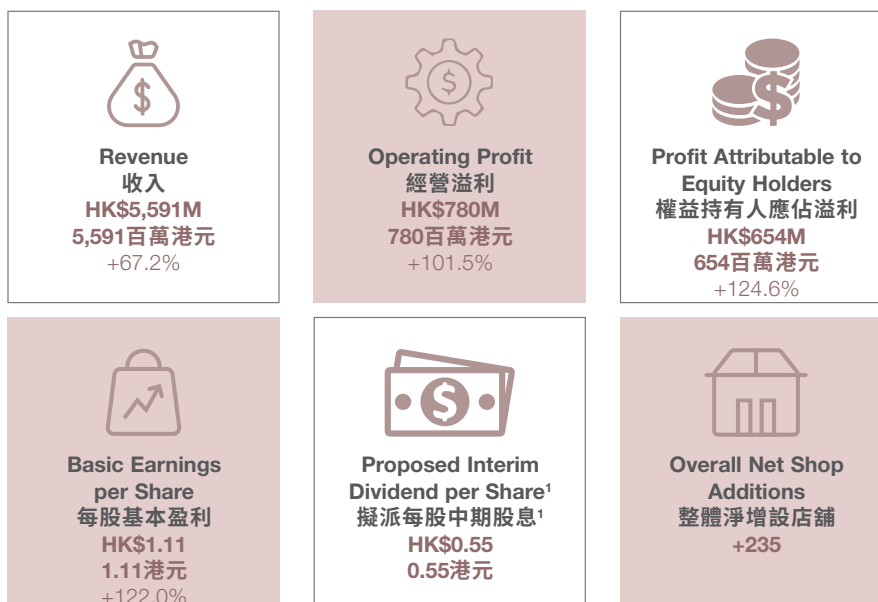 Revenue
收入
HK$5,591M
5,591百萬港元
+67.2%
Operating Profit
經營溢利
HK$780M
780百萬港元
+101.5%
Profit Attributable to
Equity Holders
權益持有人應佔溢利
HK$654M
654百萬港元
+124.6%
Basic Earnings
per Share
每股基本盈利
HK$1.11
1.11港元
+122.0%
Proposed Interim
Dividend per Share¹
擬派每股中期股息¹
HK$0.55
0.55港元
Overall Net Shop
Additions
整體淨增設店舖
+235